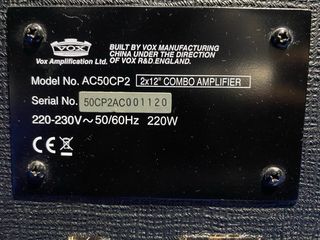 VOX
Vox Amplification Ltd.
BUILT BY VOX MANUFACTURING
CHINA UNDER THE DIRECTION
OF VOX R&D.ENGLAND.
Model No. AC50CP2 2x12" COMBO AMPLIFIER
Serial No. 50CP2AC001120
220-230V~50/60Hz 220W
CE